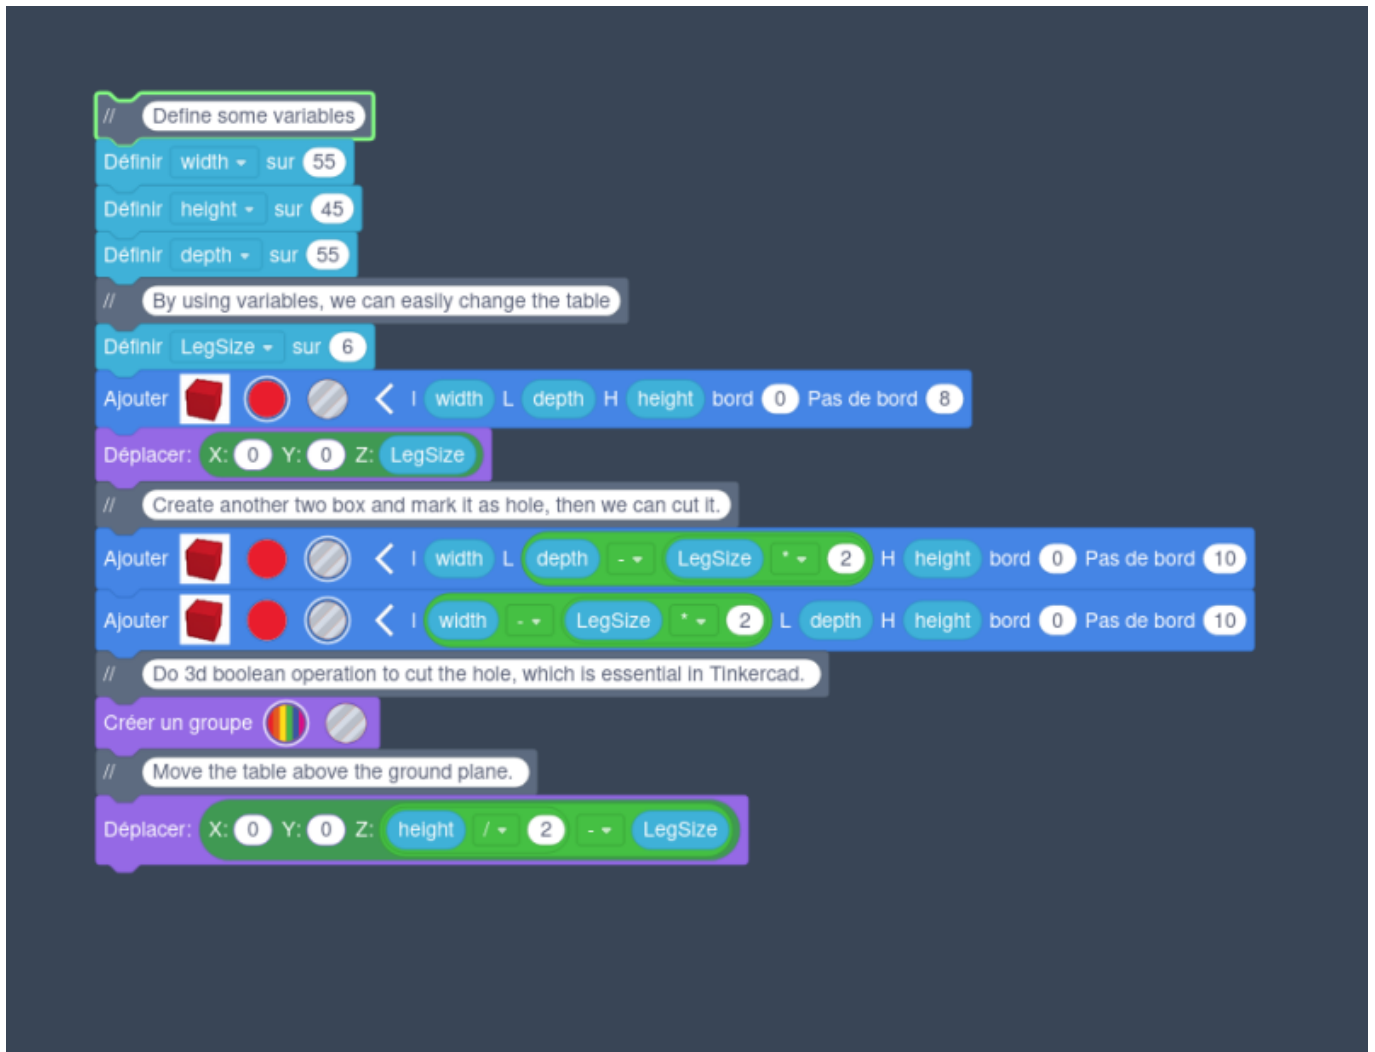 // Define some variables
Définir width sur 55
Définir height sur 45
Définir depth sur 55
// By using variables, we can easily change the table
Définir LegSize sur 6
Ajouter l width L depth H height bord 0 Pas de bord 8
Déplacer: X: 0 Y: 0 Z: LegSize
// Create another two box and mark it as hole, then we can cut it.
Ajouter l width L depth - LegSize * 2 H height bord 0 Pas de bord 10
Ajouter l width - LegSize * 2 L depth H height bord 0 Pas de bord 10
// Do 3d boolean operation to cut the hole, which is essential in Tinkercad.
Créer un groupe
// Move the table above the ground plane.
Déplacer: X: 0 Y: 0 Z: height / 2 - LegSize